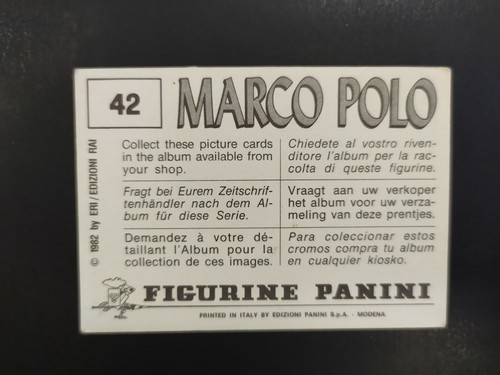 42
MARCO POLO
Collect these picture cards
in the album available from
your shop.
Chiedete al vostro riven-
ditore l'album per la rac-
colta di queste figurine.
Fragt bei Eurem Zeitschrif-
tenhändler nach dem Al-
bum für diese Serie.
Vraagt aan uw verkoper
het album voor uw verza-
meling van deze prentjes.
Demandez à votre dé-
taillant l'Album pour la
collection de ces images.
Para coleccionar estos
cromos compra tu album
en cualquier kiosko.
© 1982 by ERI/EDIZIONI RAI
FIGURINE PANINI
PRINTED IN ITALY BY EDIZIONI PANINI S.p.A. - MODENA